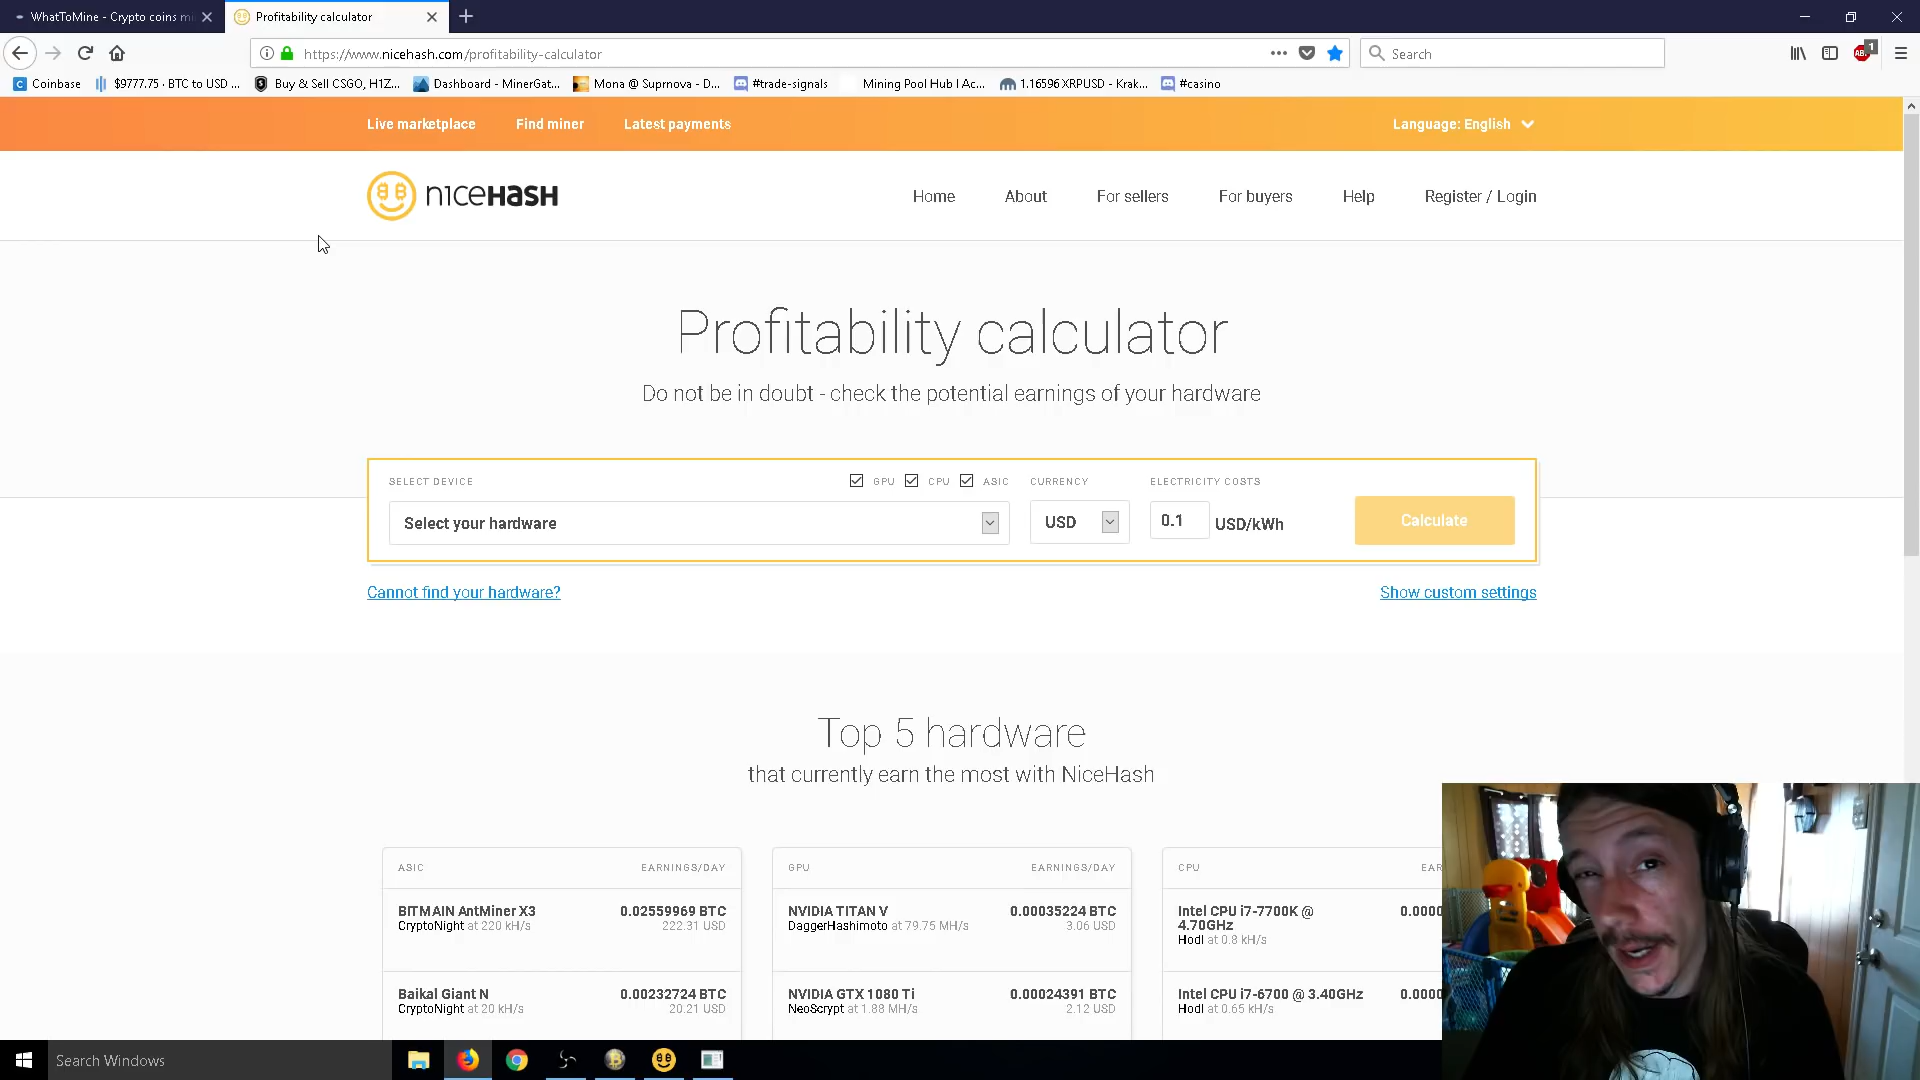 WhatToMine - Crypto coins mi
Profitability calculator
https://www.nicehash.com/profitability-calculator
Search
1
Coinbase
$9777.75 · BTC to USD ...
Buy & Sell CSGO, H1Z...
Dashboard - MinerGat...
Mona @ Suprnova - D...
#trade-signals
Mining Pool Hub | Ac...
1.16596 XRPUSD - Krak...
#casino
Live marketplace
Find miner
Latest payments
Language: English
niceHASH
Home
About
For sellers
For buyers
Help
Register / Login
Profitability calculator
Do not be in doubt - check the potential earnings of your hardware
SELECT DEVICE
GPU
CPU
ASIC
CURRENCY
ELECTRICITY COSTS
Select your hardware
USD
0.1
USD/kWh
Calculate
Cannot find your hardware?
Show custom settings
Top 5 hardware
that currently earn the most with NiceHash
ASIC
EARNINGS/DAY
BITMAIN AntMiner X3
0.02559969 BTC
CryptoNight at 220 kH/s
222.31 USD
Baikal Giant N
0.00232724 BTC
CryptoNight at 20 kH/s
20.21 USD
GPU
EARNINGS/DAY
NVIDIA TITAN V
0.00035224 BTC
DaggerHashimoto at 79.75 MH/s
3.06 USD
NVIDIA GTX 1080 Ti
0.00024391 BTC
NeoScrypt at 1.88 MH/s
2.12 USD
CPU
EAR
Intel CPU i7-7700K @
4.70GHz
0.0000
Hodl at 0.8 kH/s
Intel CPU i7-6700 @ 3.40GHz
0.0000
Hodl at 0.65 kH/s
Search Windows